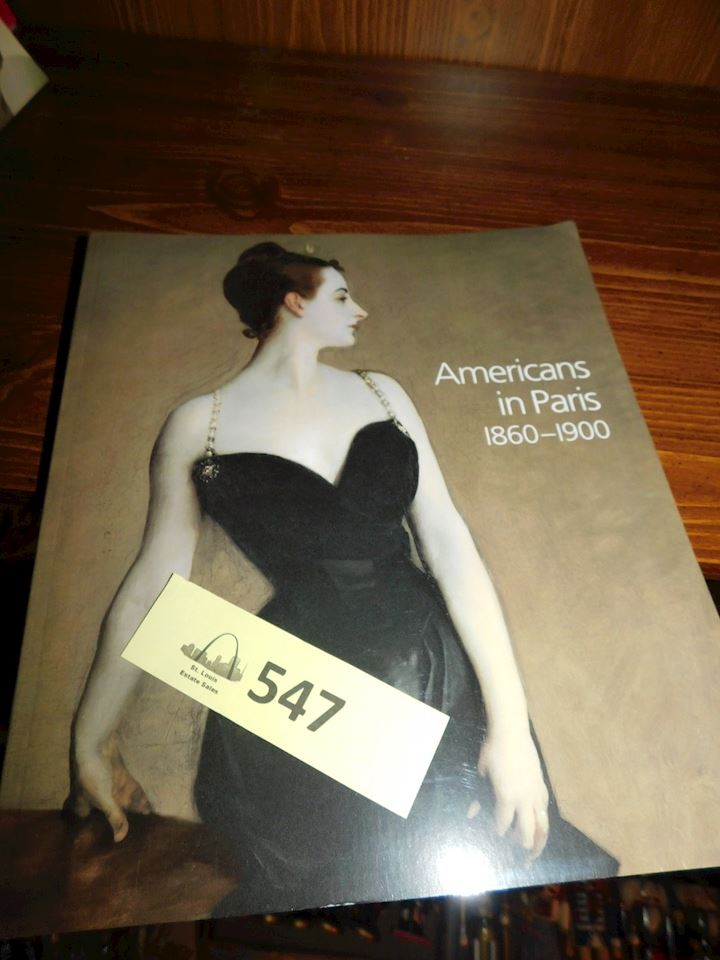 Americans
in Paris
1860–1900
St. Louis
Estate Sales
547